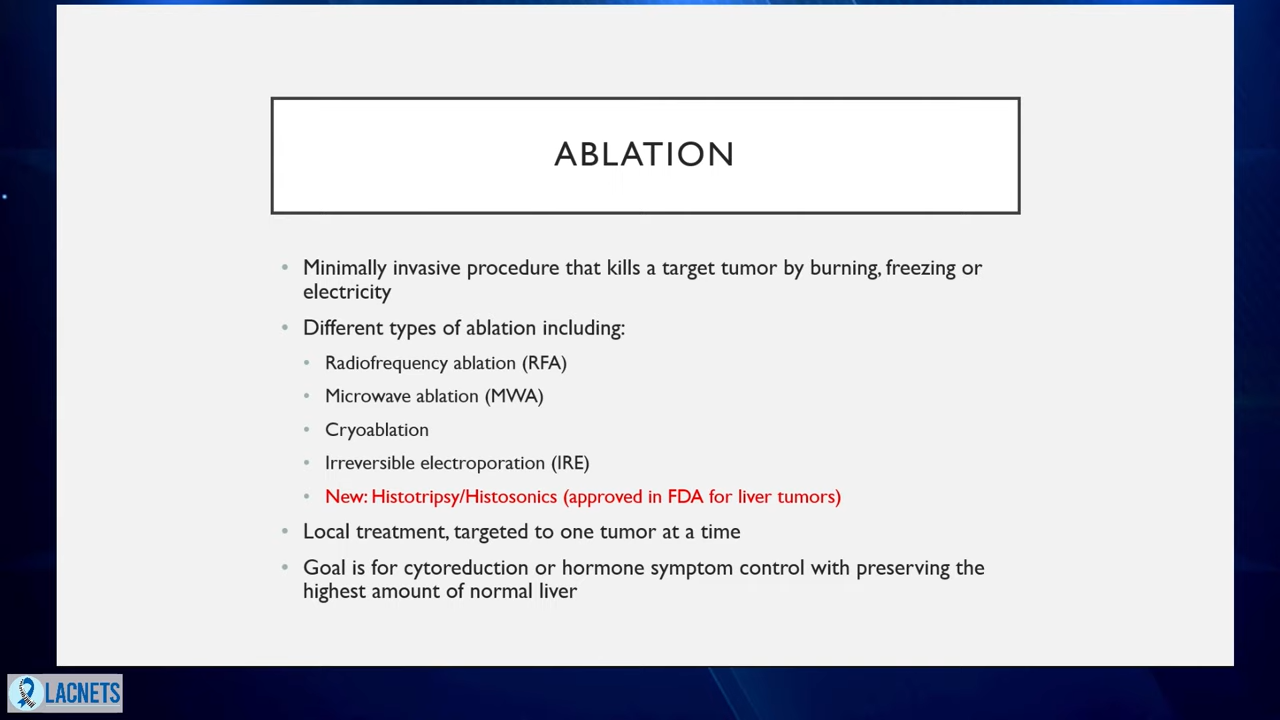 ABLATION
• Minimally invasive procedure that kills a target tumor by burning, freezing or
electricity
• Different types of ablation including:
• Radiofrequency ablation (RFA)
• Microwave ablation (MWA)
• Cryoablation
• Irreversible electroporation (IRE)
• New: Histotripsy/Histosonics (approved in FDA for liver tumors)
• Local treatment, targeted to one tumor at a time
• Goal is for cytoreduction or hormone symptom control with preserving the
highest amount of normal liver
LACNETS